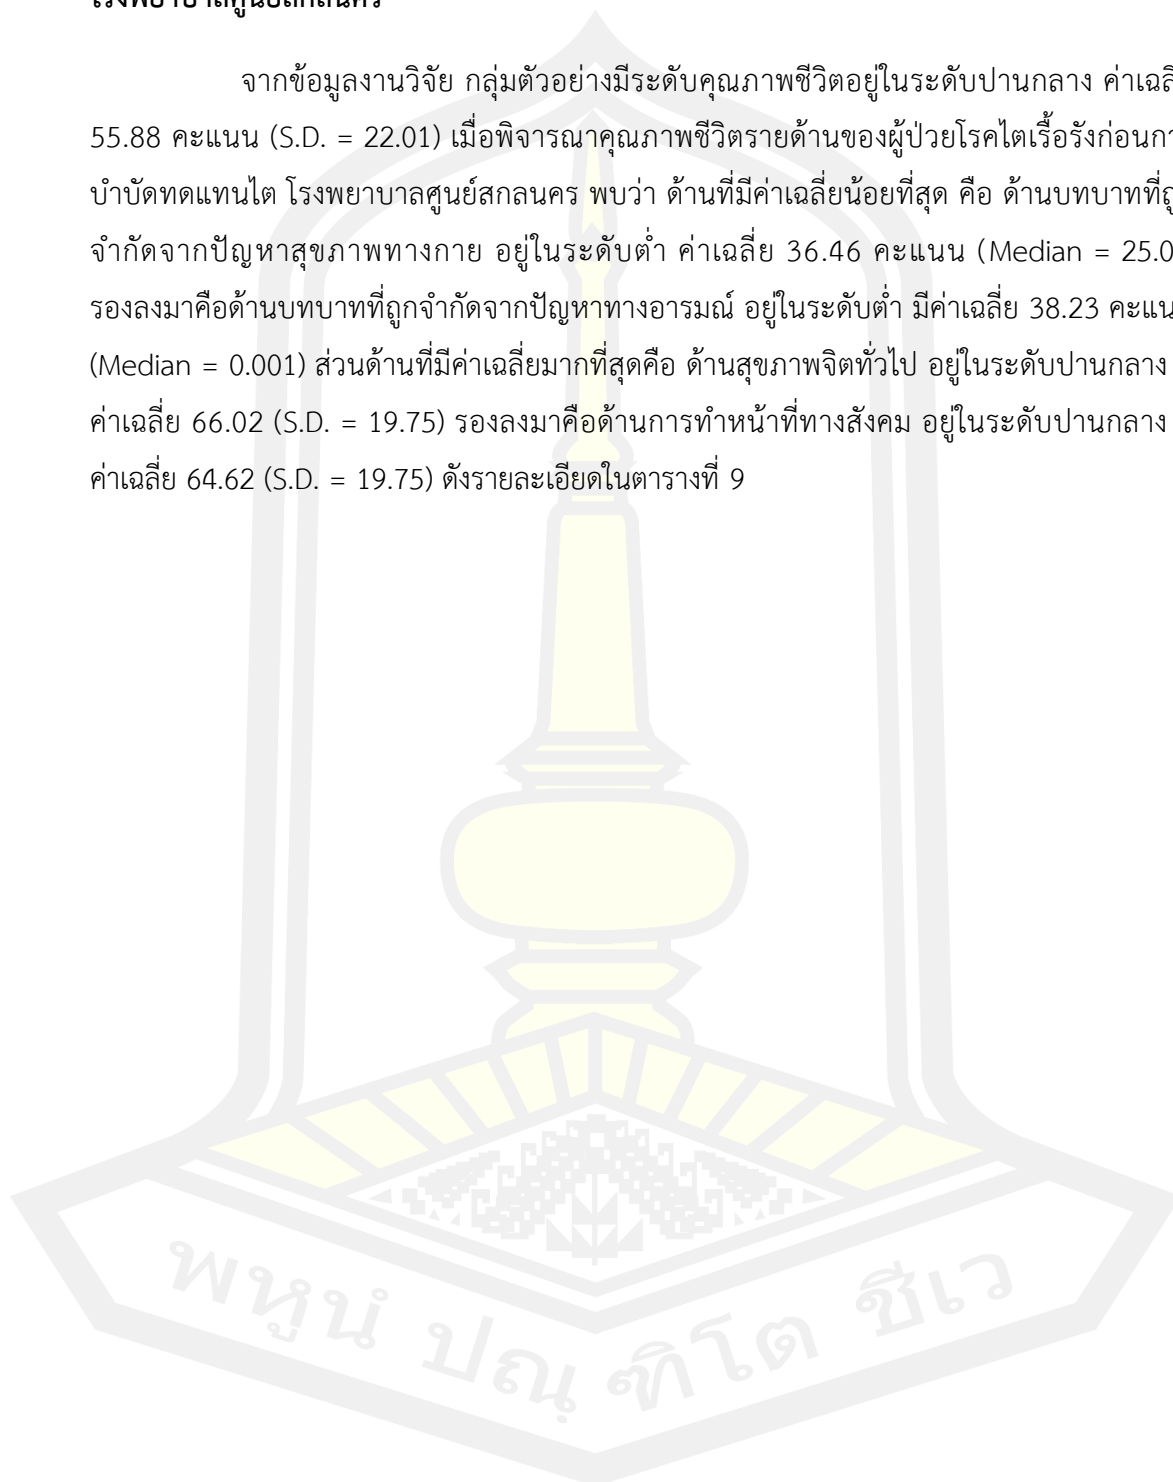 โรงพยาบาลศูนย์สกลนคร
จากข้อมูลงานวิจัย กลุ่มตัวอย่างมีระดับคุณภาพชีวิตอยู่ในระดับปานกลาง
55.88 คะแนน (S.D. = 22.01) เมื่อพิจารณาคุณภาพชีวิตรายด้านของผู้ป่วยโรคไตเรื้อรังก่อน
บำบัดทดแทนไต โรงพยาบาลศูนย์สกลนคร พบว่า ด้านที่มีค่าเฉลี่ยน้อยที่สุด คือ ด้านบทบาทที่
จำกัดจากปัญหาสุขภาพทางกาย อยู่ในระดับต่ำ ค่าเฉลี่ย 36.46 คะแนน (Median = 25.0
รองลงมาคือด้านบทบาทที่ถูกจำกัดจากปัญหาทางอารมณ์ อยู่ในระดับต่ำ มีค่าเฉลี่ย 38.23
(Median = 0.001) ส่วนด้านที่มีค่าเฉลี่ยมากที่สุดคือ ด้านสุขภาพจิตทั่วไป อยู่ในระดับปานกลาง
ค่าเฉลี่ย 66.02 (S.D. = 19.75) รองลงมาคือด้านการทำหน้าที่ทางสังคม อยู่ในระดับปานกลาง
ค่าเฉลี่ย 64.62 (S.D. = 19.75) ดังรายละเอียดในตารางที่ 9
พหูนํ ปณฺฑิโต ชีเว